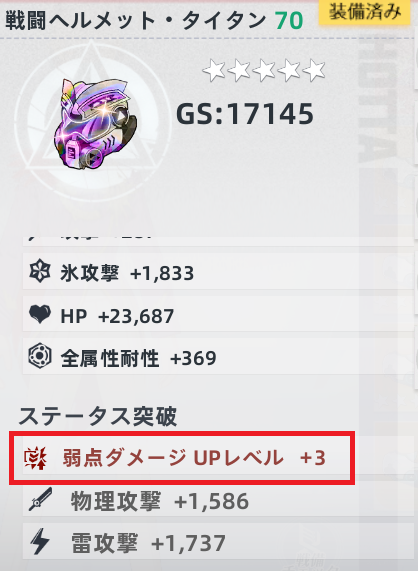 戦闘ヘルメット・タイタン 70
装備済み
GS:17145
氷攻撃 +1,833
HP +23,687
全属性耐性 +369
ステータス突破
弱点ダメージ UPレベル +3
物理攻撃 +1,586
雷攻撃 +1,737